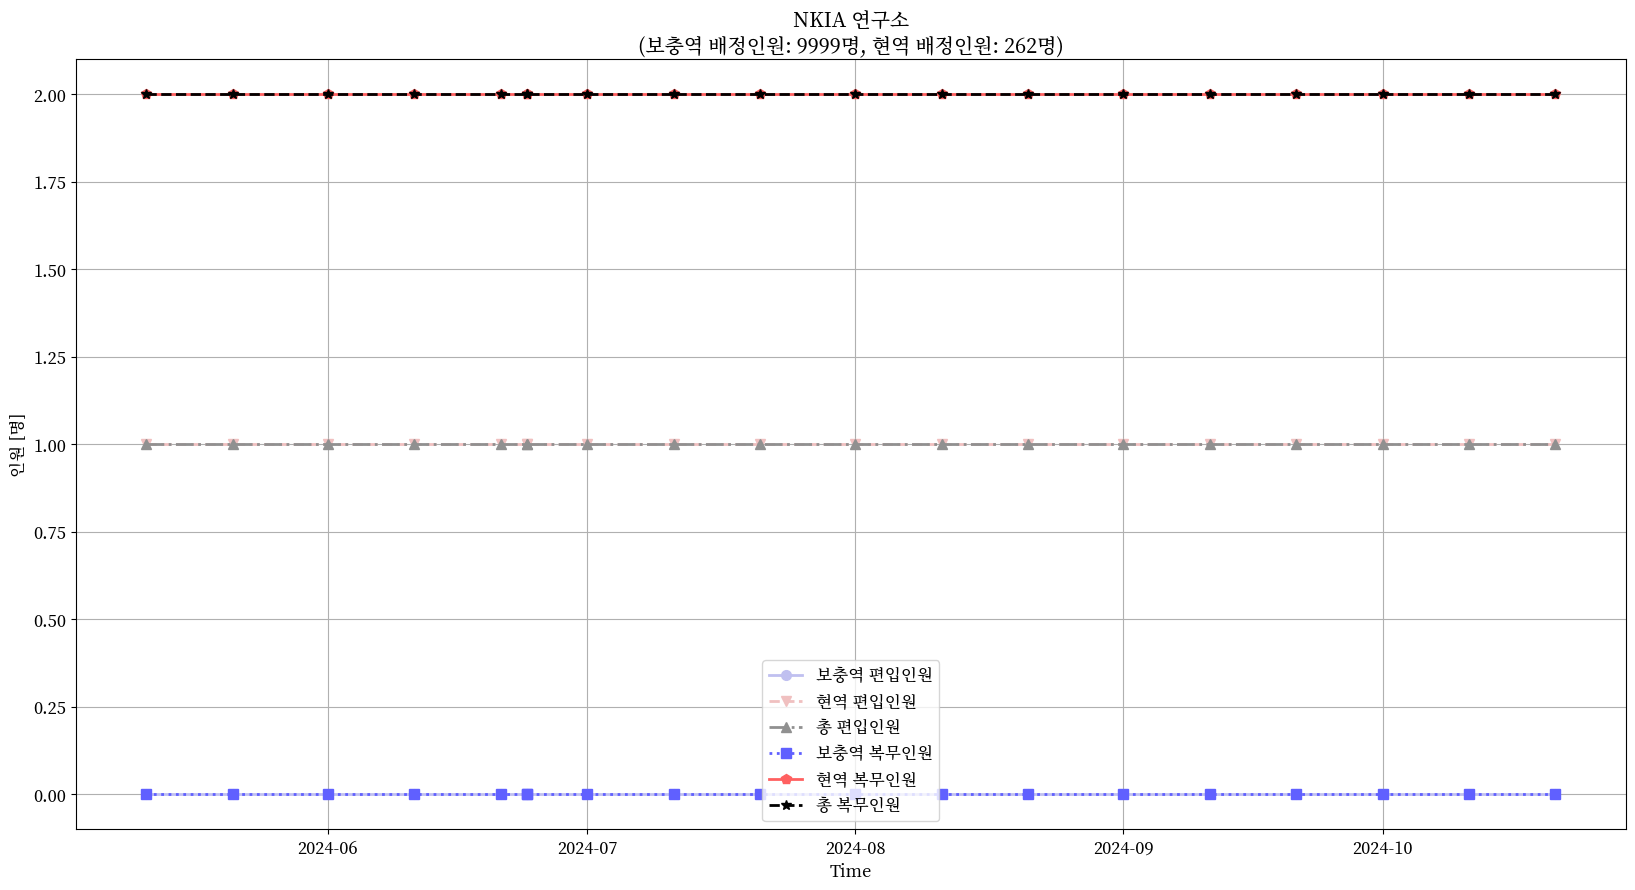 NKIA 연구소
(보충역 배정인원: 9999명, 현역 배정인원: 262명)
인원 [명]
2.00
1.75
1.50
1.25
1.00
0.75
0.50
0.25
0.00
보충역 편입인원
현역 편입인원
총 편입인원
보충역 복무인원
현역 복무인원
총 복무인원
2024-06
2024-07
2024-08
2024-09
2024-10
Time